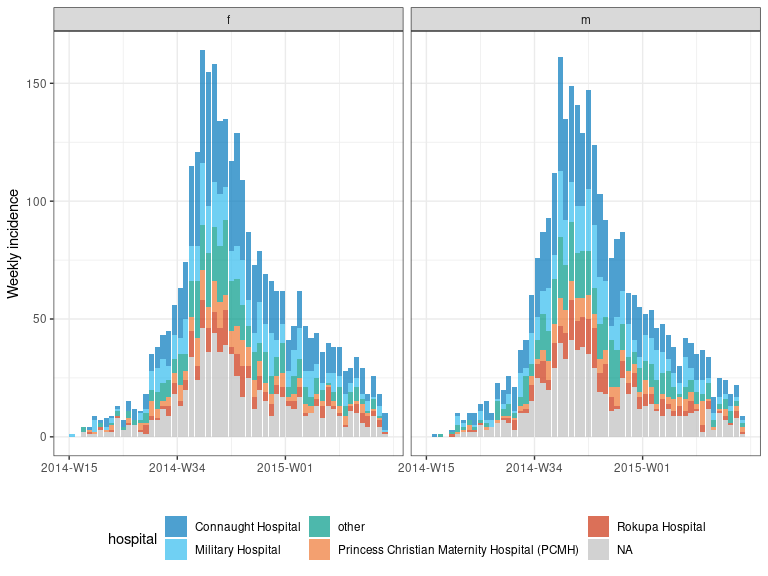 f m
Weekly incidence
150
100
50
0
2014-W15 2014-W34 2015-W01 2014-W15 2014-W34 2015-W01
hospital
Connaught Hospital other Rokupa Hospital
Military Hospital Princess Christian Maternity Hospital (PCMH) NA